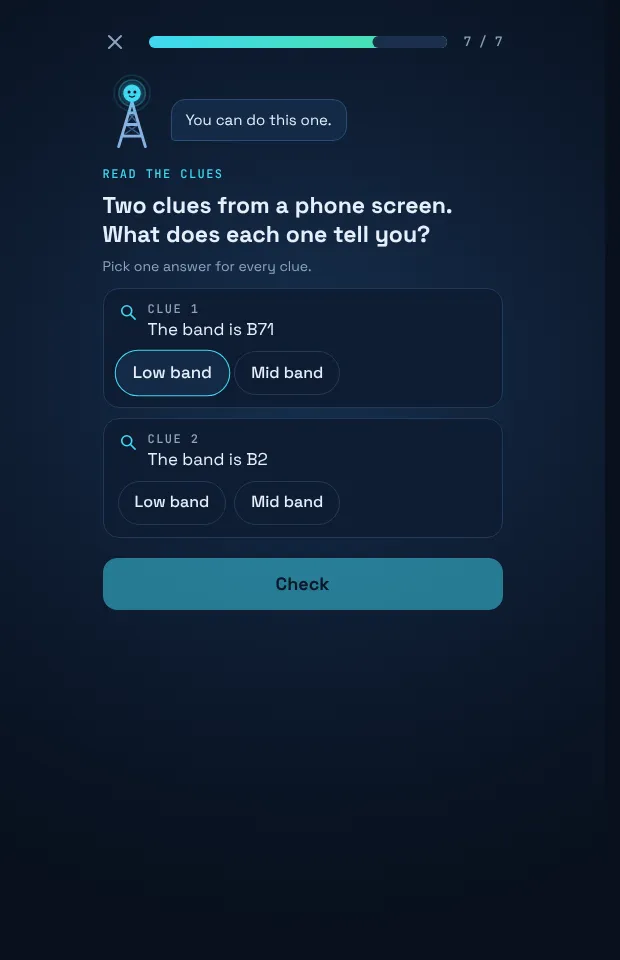 7 / 7
You can do this one.
READ THE CLUES
Two clues from a phone screen.
What does each one tell you?
Pick one answer for every clue.
CLUE 1
The band is B71
Low band
Mid band
CLUE 2
The band is B2
Low band
Mid band
Check